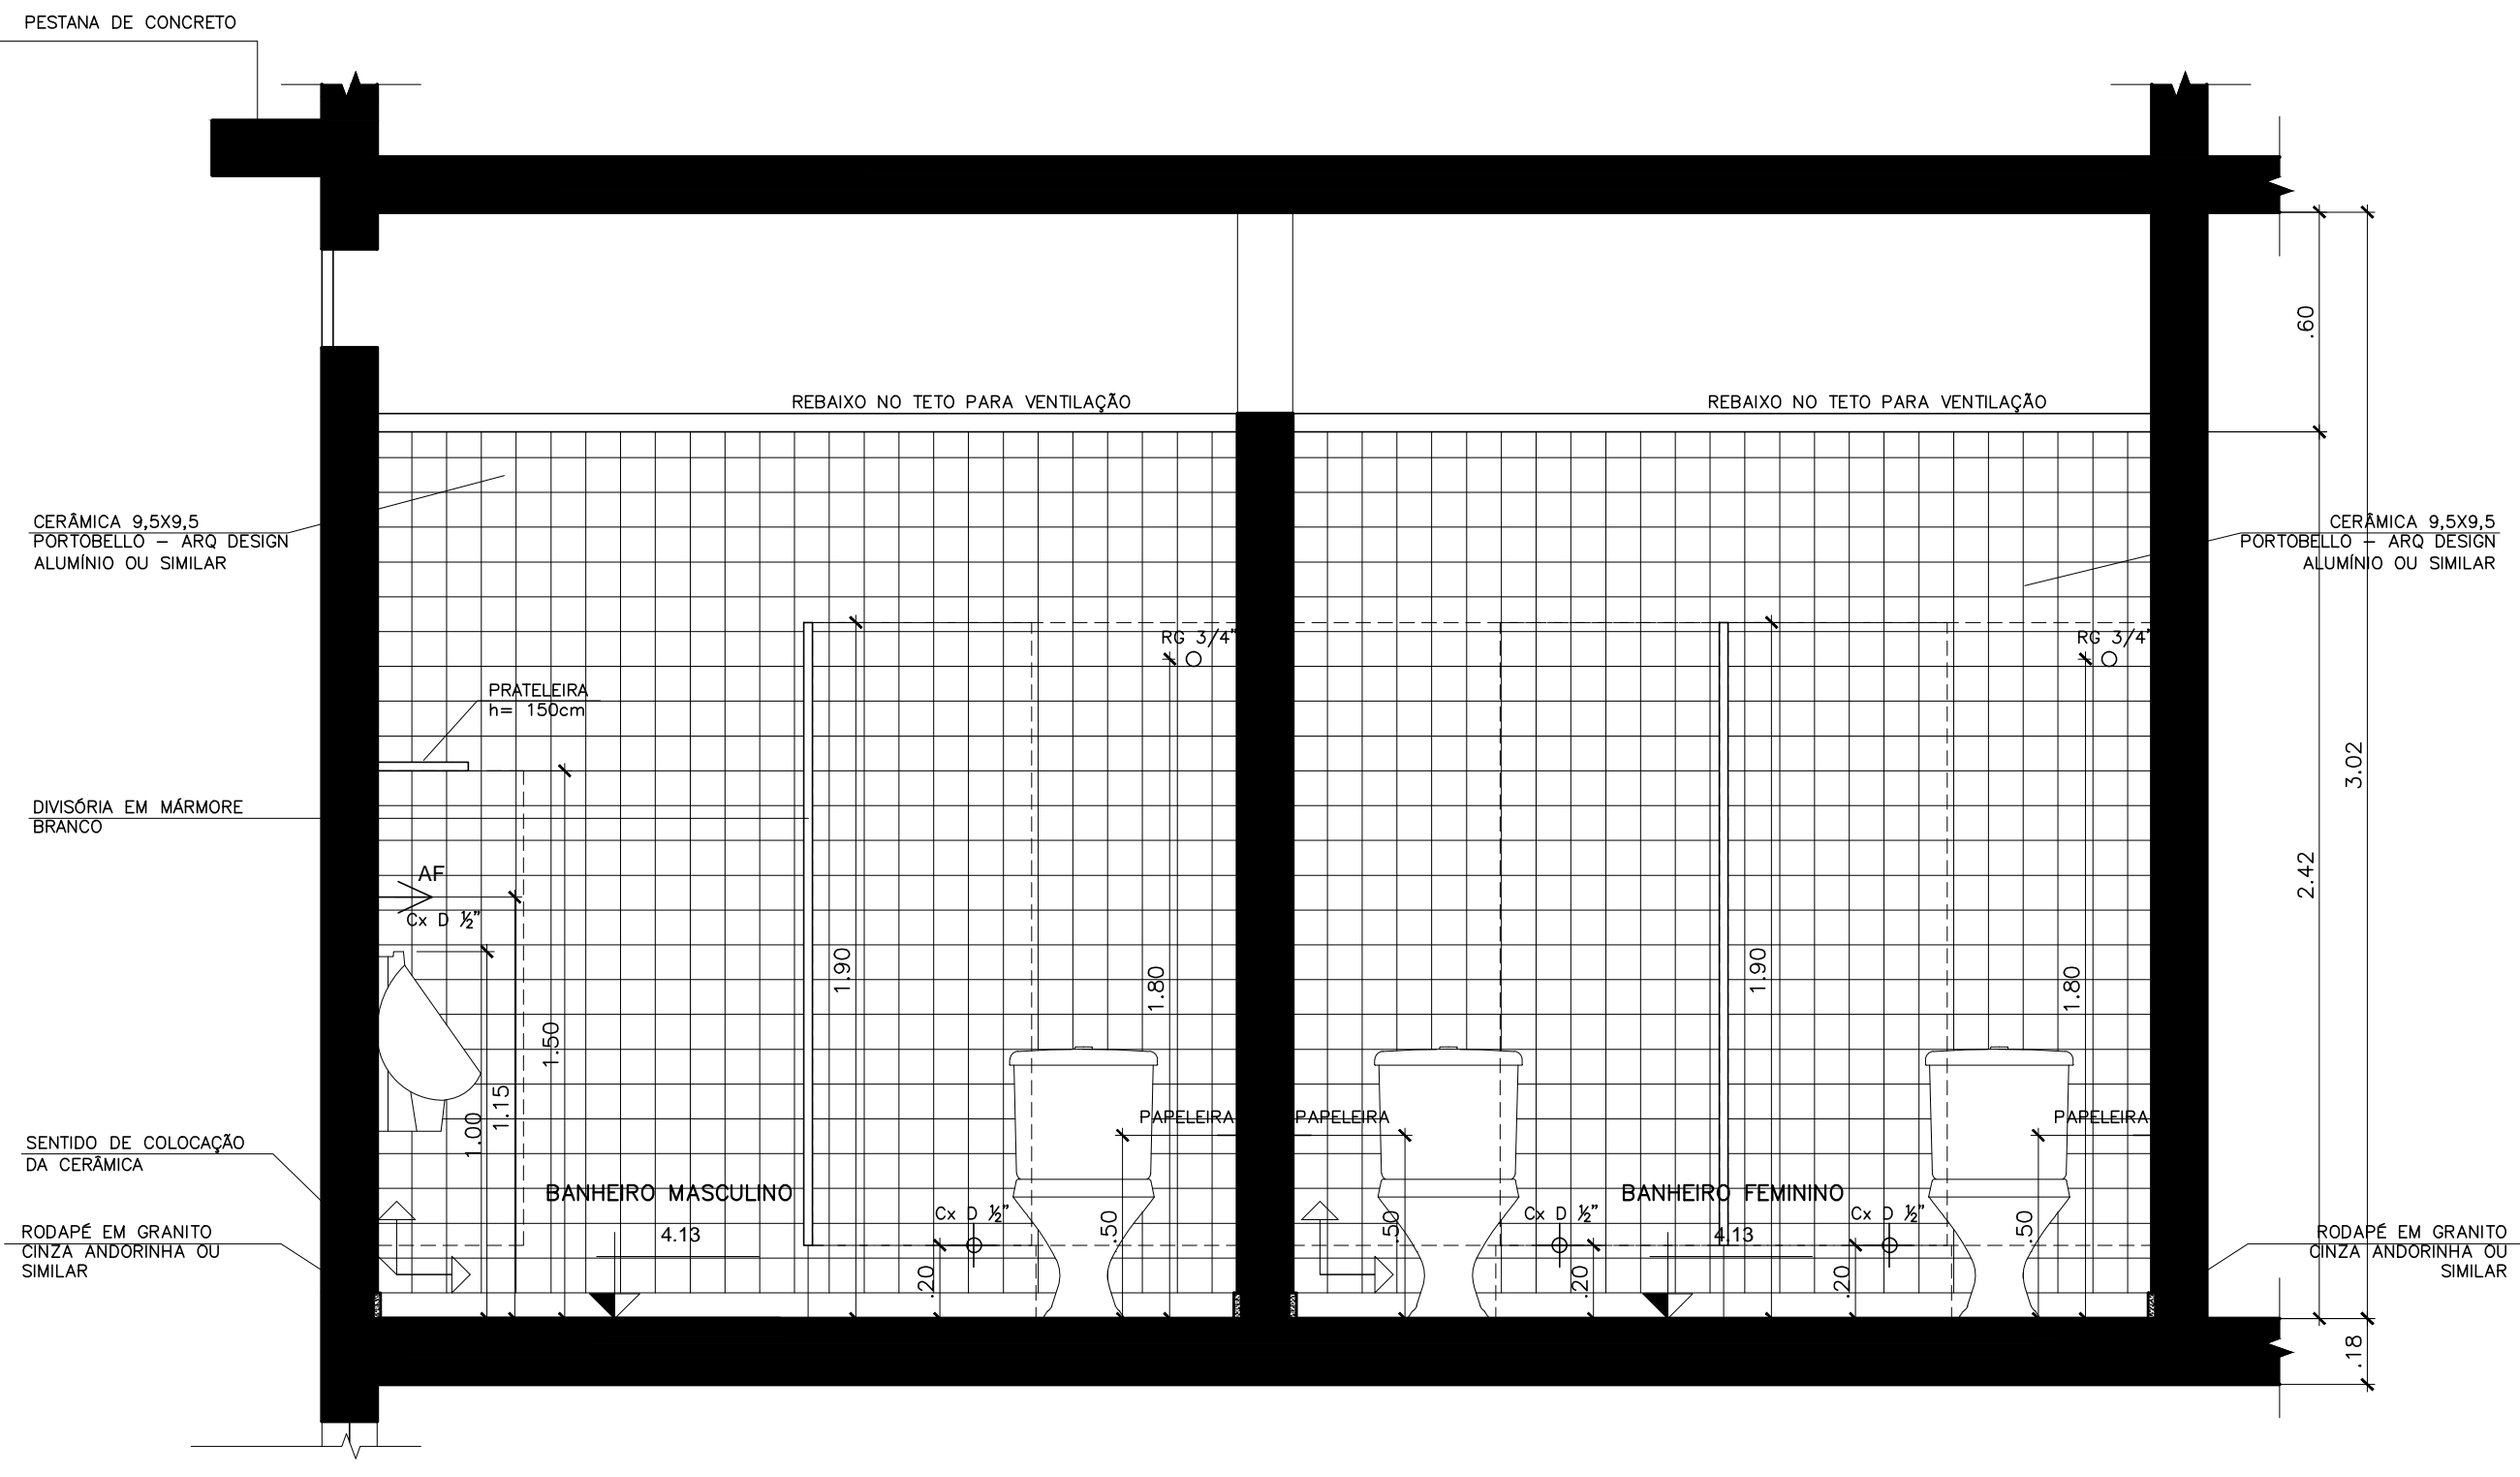 PESTANA DE CONCRETO
.60
REBAIXO NO TETO PARA VENTILAÇÃO
REBAIXO NO TETO PARA VENTILAÇÃO
CERÂMICA 9,5X9,5
PORTOBELLO – ARQ DESIGN
ALUMÍNIO OU SIMILAR
CERÂMICA 9,5X9,5
PORTOBELLO – ARQ DESIGN
ALUMÍNIO OU SIMILAR
RG 3/4"
RG 3/4"
PRATELEIRA
h= 150cm
3.02
DIVISÓRIA EM MÁRMORE
BRANCO
AF
Cx D ½"
2.42
1.90
1.80
1.90
1.80
1.50
1.15
1.00
PAPELEIRA
PAPELEIRA
PAPELEIRA
SENTIDO DE COLOCAÇÃO
DA CERÂMICA
BANHEIRO MASCULINO
4.13
BANHEIRO FEMININO
4.13
Cx D ½"
Cx D ½"
Cx D ½"
.50
.50
.50
.20
.20
.20
RODAPÉ EM GRANITO
CINZA ANDORINHA OU
SIMILAR
RODAPÉ EM GRANITO
CINZA ANDORINHA OU
SIMILAR
.18